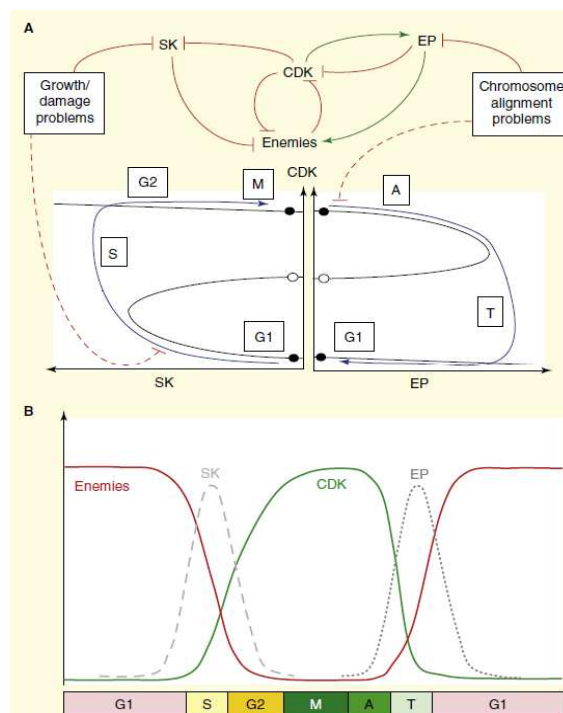 A
SK
EP
CDK
Growth/
damage
problems
Chromosome
alignment
problems
Enemies
CDK
G2
M
A
S
T
G1
G1
SK
EP
B
SK
EP
Enemies
CDK
G1
S
G2
M
A
T
G1